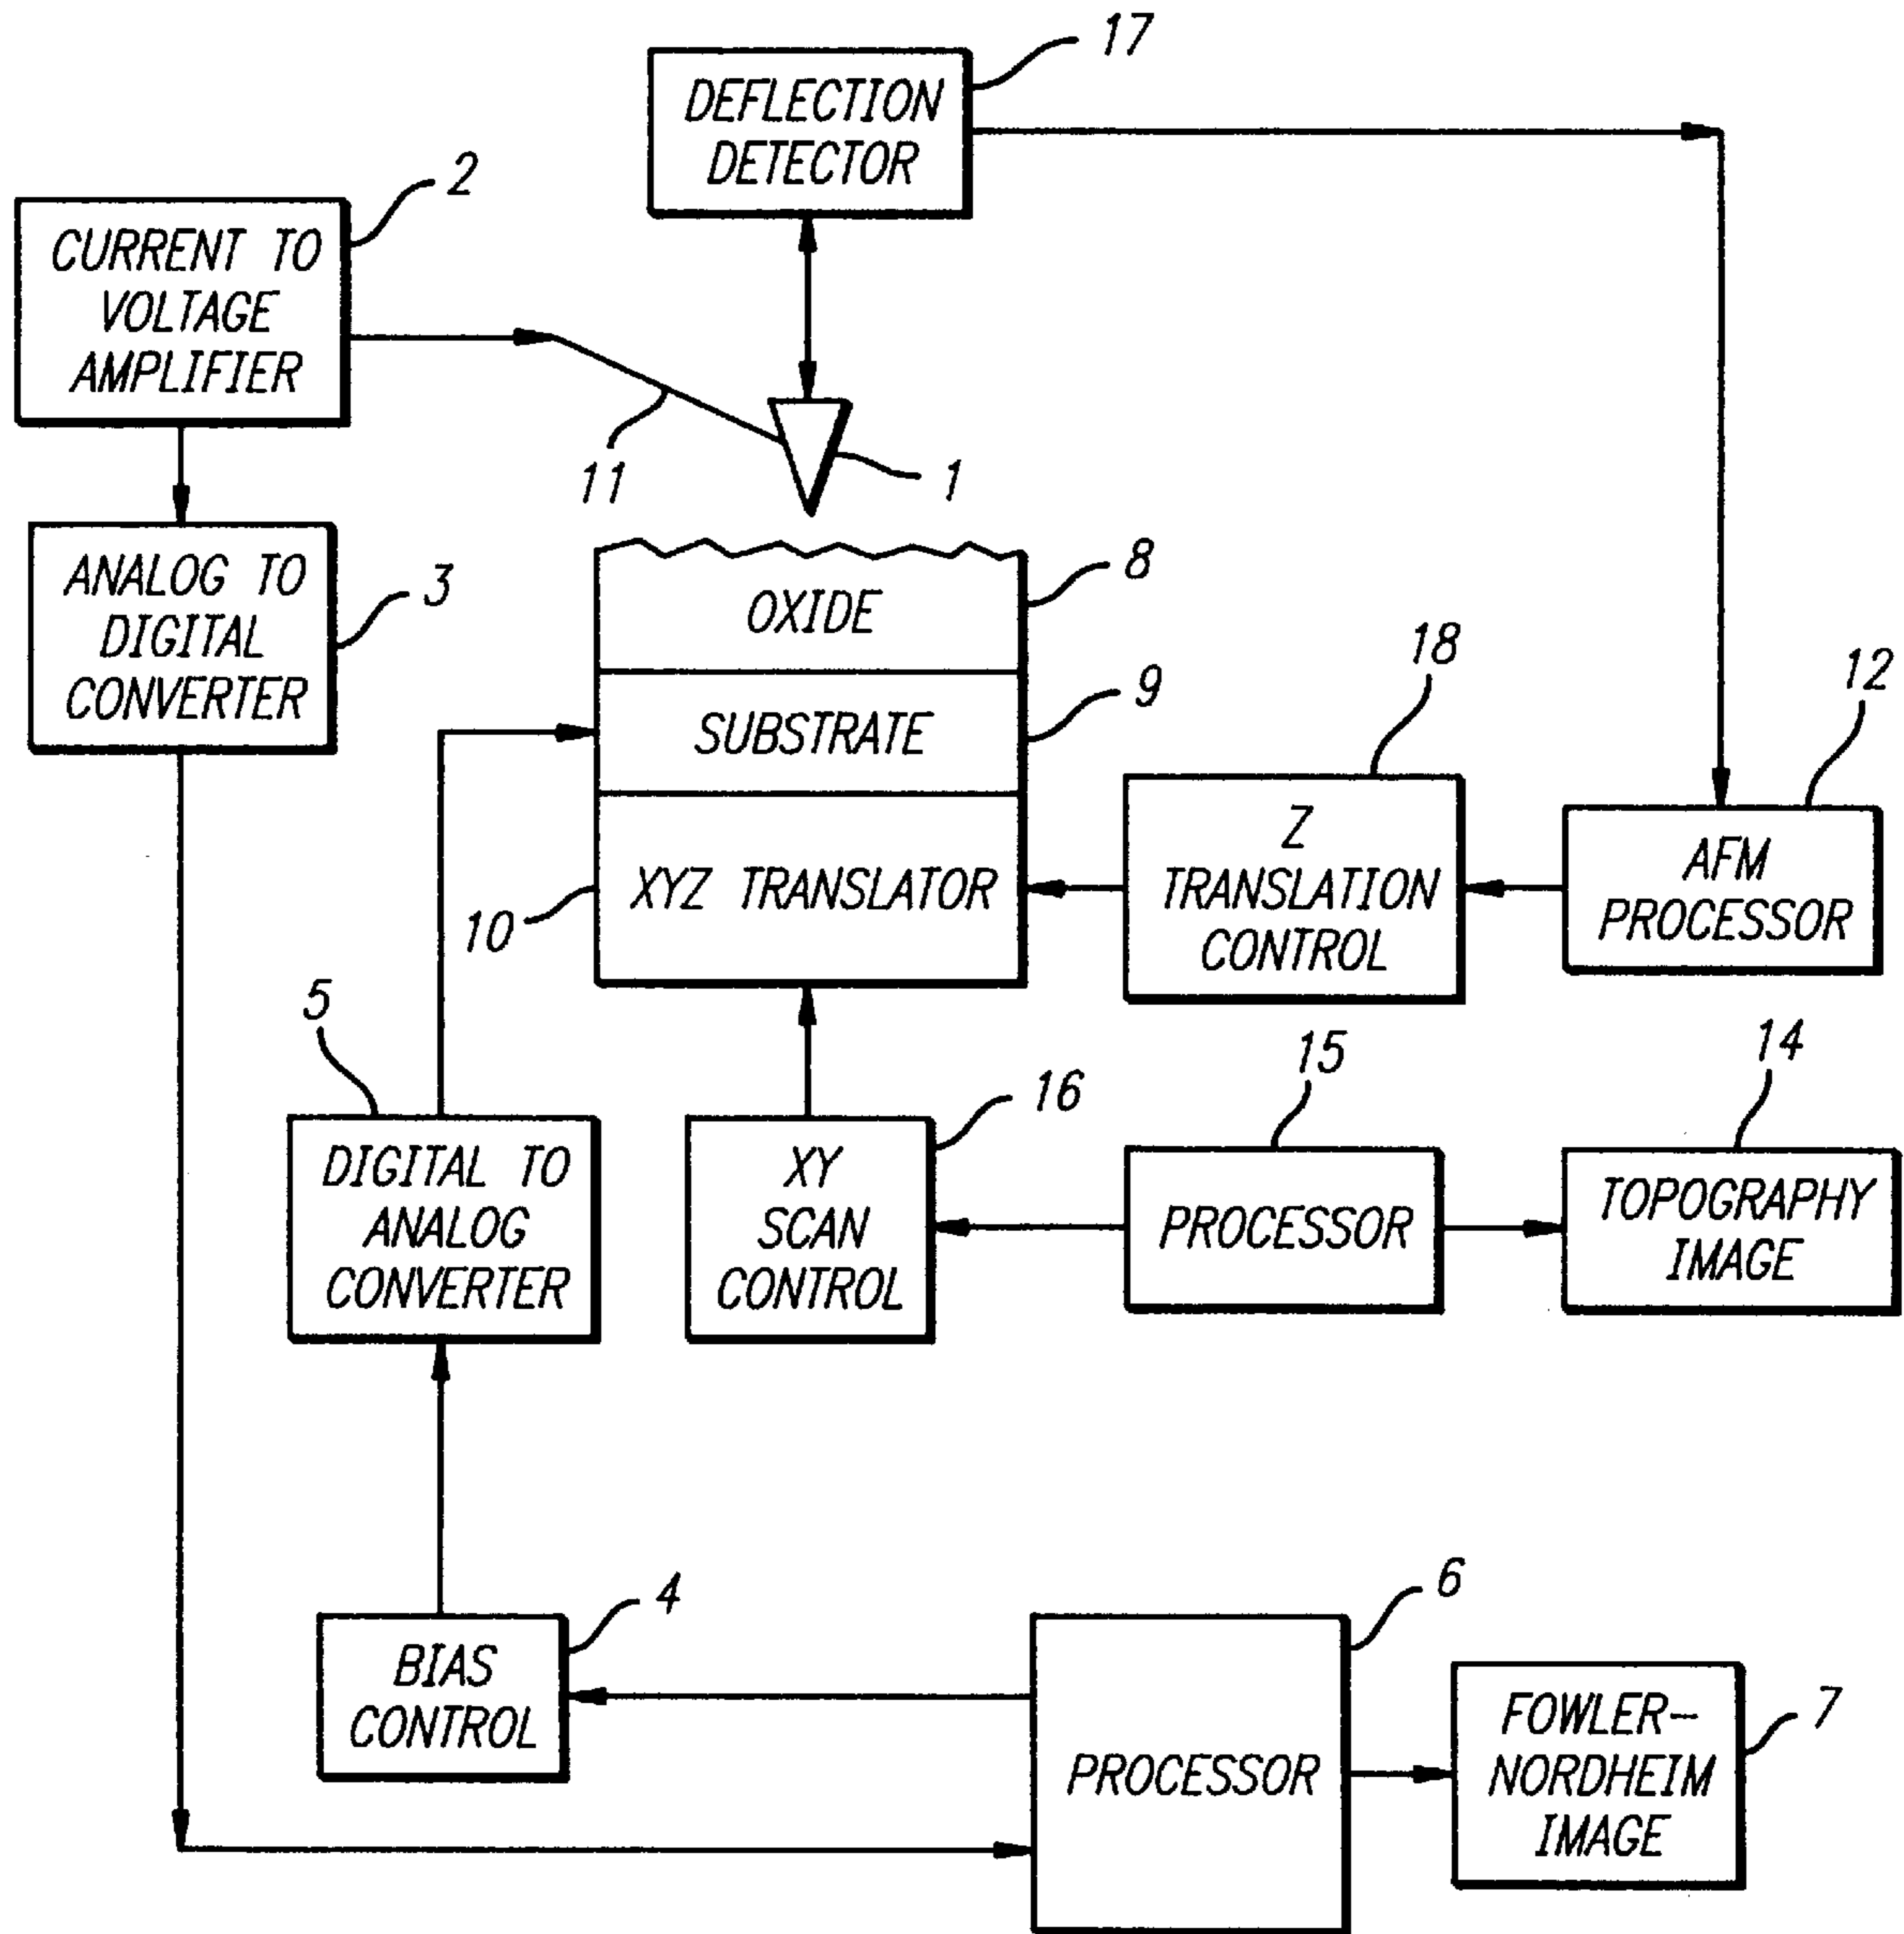 17
DEFLECTION
DETECTOR
2
CURRENT TO
VOLTAGE
AMPLIFIER
11
1
ANALOG TO
DIGITAL
CONVERTER
3
OXIDE
8
SUBSTRATE
9
XYZ TRANSLATOR
10
18
Z
TRANSLATION
CONTROL
12
AFM
PROCESSOR
5
DIGITAL TO
ANALOG
CONVERTER
16
XY
SCAN
CONTROL
15
PROCESSOR
14
TOPOGRAPHY
IMAGE
4
BIAS
CONTROL
6
PROCESSOR
FOWLER-
NORDHEIM
IMAGE
7